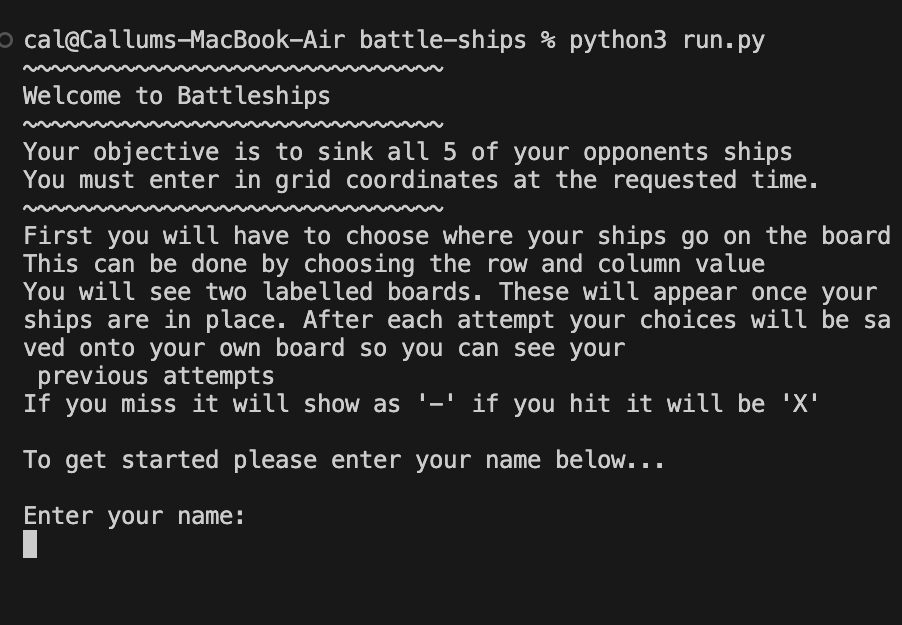 cal@Callums-MacBook-Air battle-ships % python3 run.py
~~~~~~~~~~~~~~~~~~~~~~~~~~~~~~
Welcome to Battleships
~~~~~~~~~~~~~~~~~~~~~~~~~~~~~~
Your objective is to sink all 5 of your opponents ships
You must enter in grid coordinates at the requested time.
~~~~~~~~~~~~~~~~~~~~~~~~~~~~~~
First you will have to choose where your ships go on the board
This can be done by choosing the row and column value
You will see two labelled boards. These will appear once your
ships are in place. After each attempt your choices will be sa
ved onto your own board so you can see your
 previous attempts
If you miss it will show as '-' if you hit it will be 'X'

To get started please enter your name below...

Enter your name: